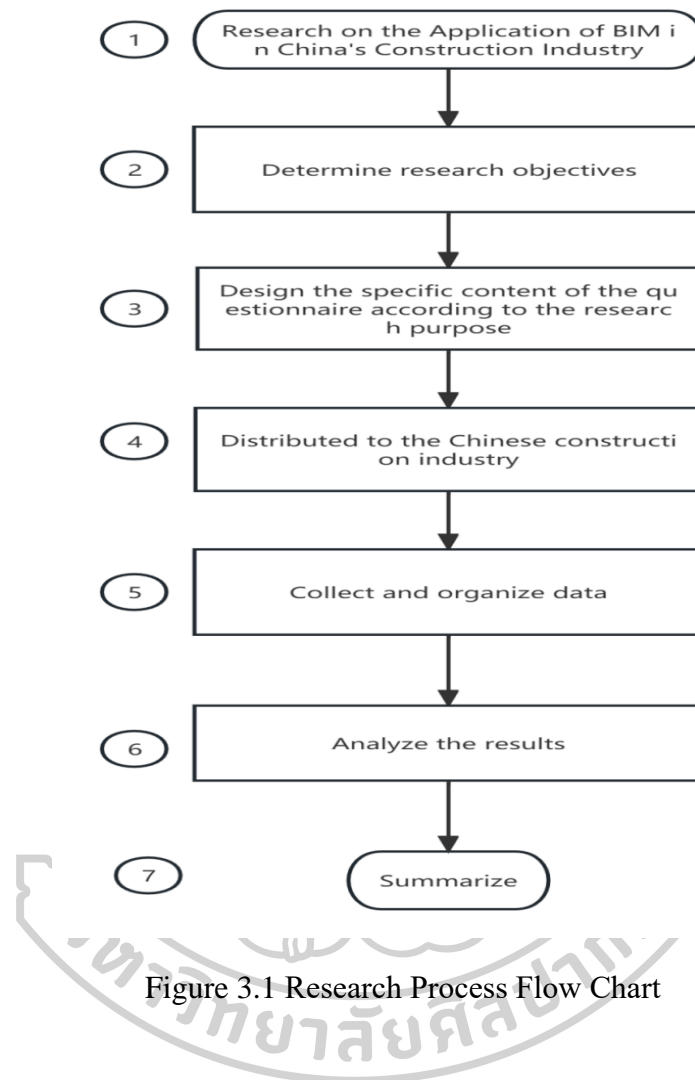 1
Research on the Application of BIM i
n China's Construction Industry
2
Determine research objectives
3
Design the specific content of the qu
estionnaire according to the researc
h purpose
4
Distributed to the Chinese constructi
on industry
5
Collect and organize data
6
Analyze the results
7
Summarize
Figure 3.1 Research Process Flow Chart